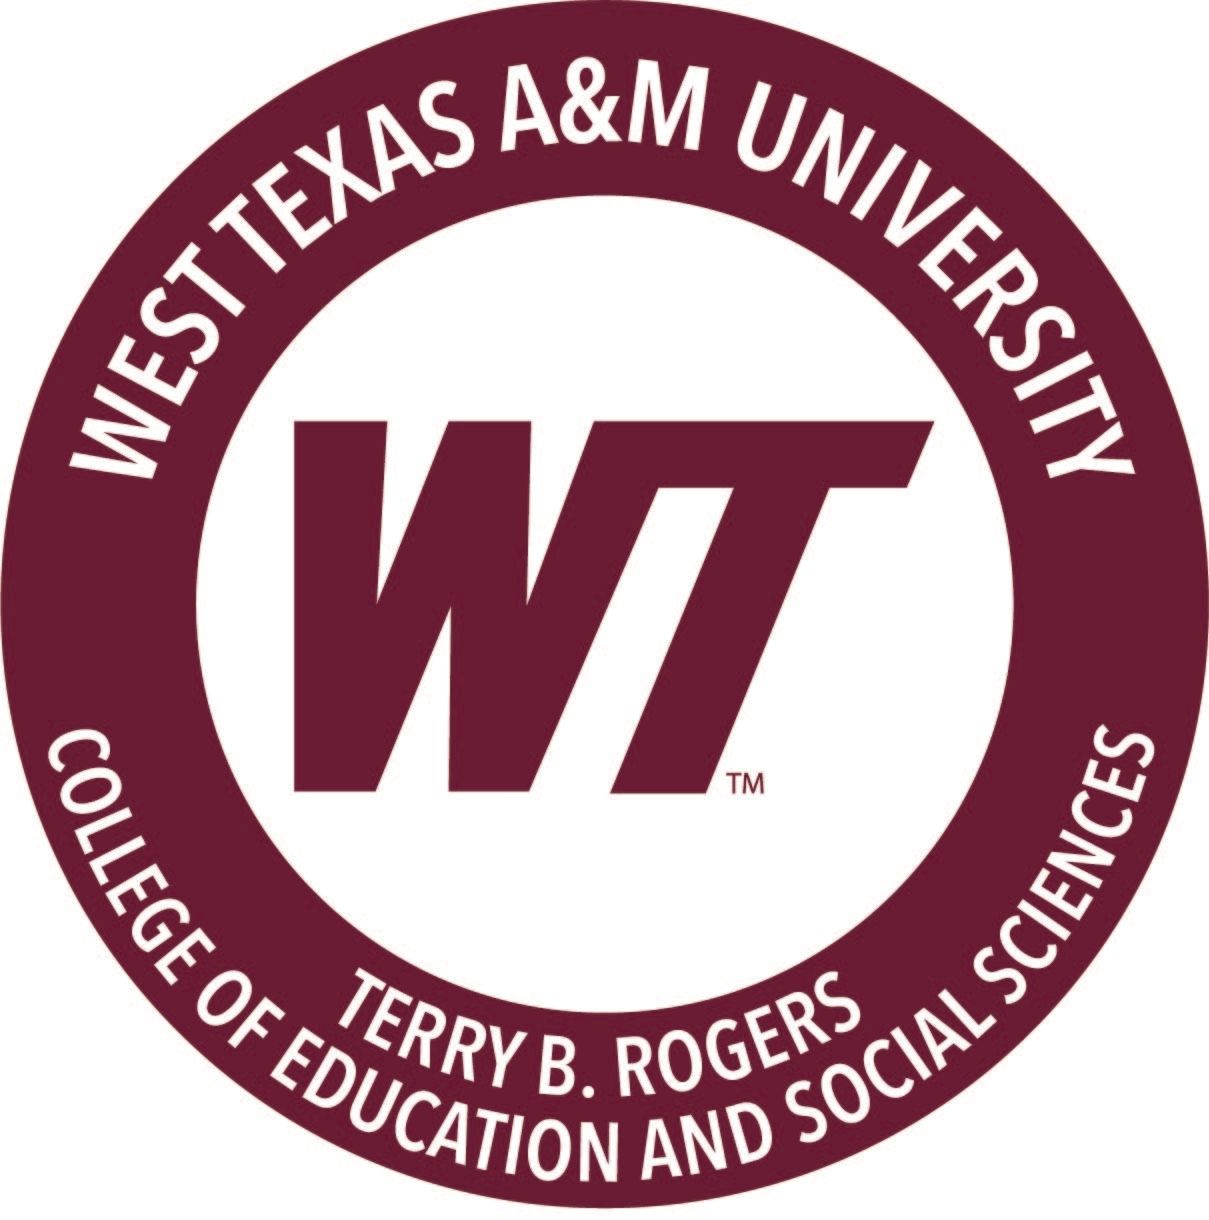 WEST TEXAS A&M UNIVERSITY
WT
TM
TERRY B. ROGERS
COLLEGE OF EDUCATION AND SOCIAL SCIENCES